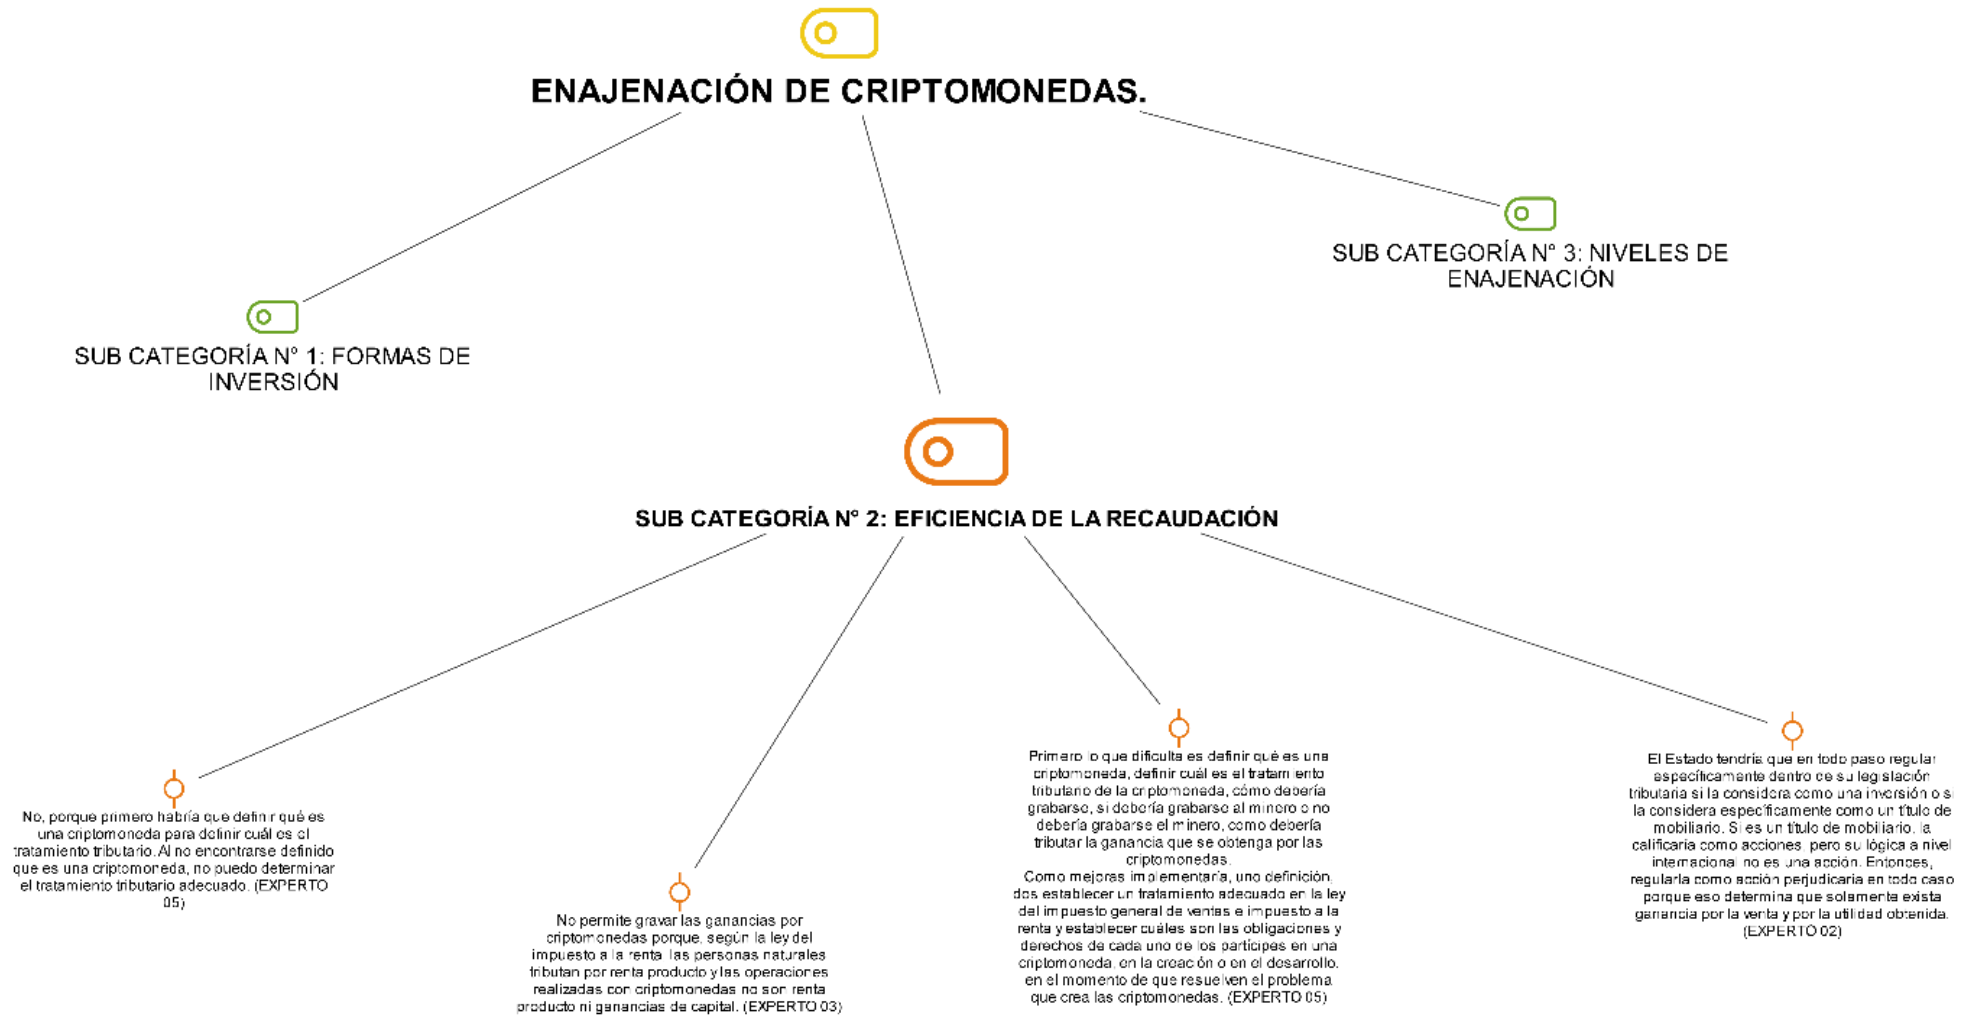 ENAJENACIÓN DE CRIPTOMONEDAS.
SUB CATEGORÍA N° 3: NIVELES DE
ENAJENACIÓN
SUB CATEGORÍA N° 1: FORMAS DE
INVERSIÓN
SUB CATEGORÍA N° 2: EFICIENCIA DE LA RECAUDACIÓN
No, porque primero habría que definir qué es
una criptomoneda para definir cuál es el
tratamiento tributario. Al no encontrarse definido
que es una criptomoneda, no puedo determinar
el tratamiento tributario adecuado. (EXPERTO
05)
No permite gravar las ganancias por
criptomonedas porque, según la ley del
impuesto a la renta, las personas naturales
tributan por renta producto y las operaciones
realizadas con criptomonedas no son renta
producto ni ganancias de capital. (EXPERTO 03)
Primero lo que dificulta es definir qué es una
criptomoneda, definir cuál es el tratamiento
tributario de la criptomoneda, cómo debería
grabarse, si debería grabarse al minero o no
debería grabarse el minero, como debería
tributar la ganancia que se obtenga por las
criptomonedas.
Como mejoras implementaría, uno definición,
dos establecer un tratamiento adecuado en la ley
del impuesto general de ventas e impuesto a la
renta y establecer cuáles son las obligaciones y
derechos de cada uno de los partícipes en una
criptomoneda, en la creación o en el desarrollo,
en el momento de que resuelven el problema
que crea las criptomonedas. (EXPERTO 05)
El Estado tendría que en todo paso regular
específicamente dentro de su legislación
tributaria si la considera como una inversión o si
la considera específicamente como un título de
mobiliario. Si es un título de mobiliario, la
calificaría como acciones, pero su lógica a nivel
internacional no es una acción. Entonces,
regularla como acción perjudicaría en todo caso
porque eso determina que solamente exista
ganancia por la venta y por la utilidad obtenida.
(EXPERTO 02)